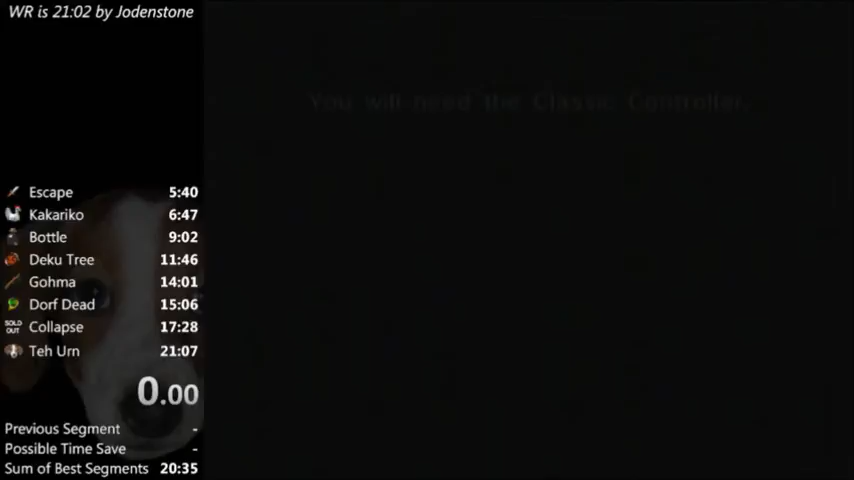 WR is 21:02 by Jodenstone
You will need the Classic Controller.
Escape 5:40
Kakariko 6:47
Bottle 9:02
Deku Tree 11:46
Gohma 14:01
Dorf Dead 15:06
SOLD OUT Collapse 17:28
Teh Urn 21:07
0.00
Previous Segment -
Possible Time Save -
Sum of Best Segments 20:35